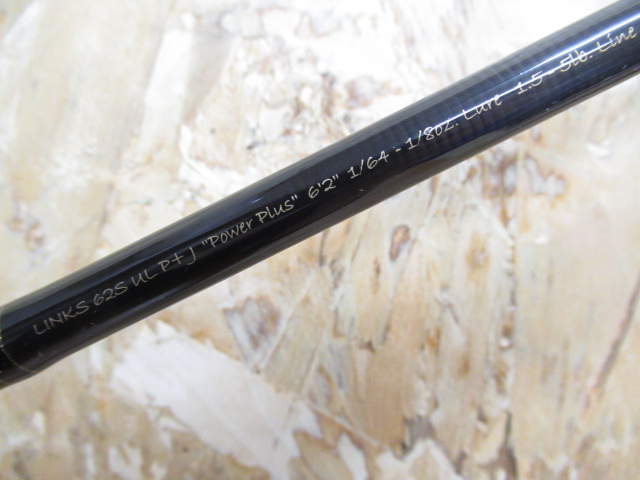 LINKS 62S UL P+J "Power Plus" 6'2" 1/64 - 1/8oz. Lure 1.5 - 5lb. Line